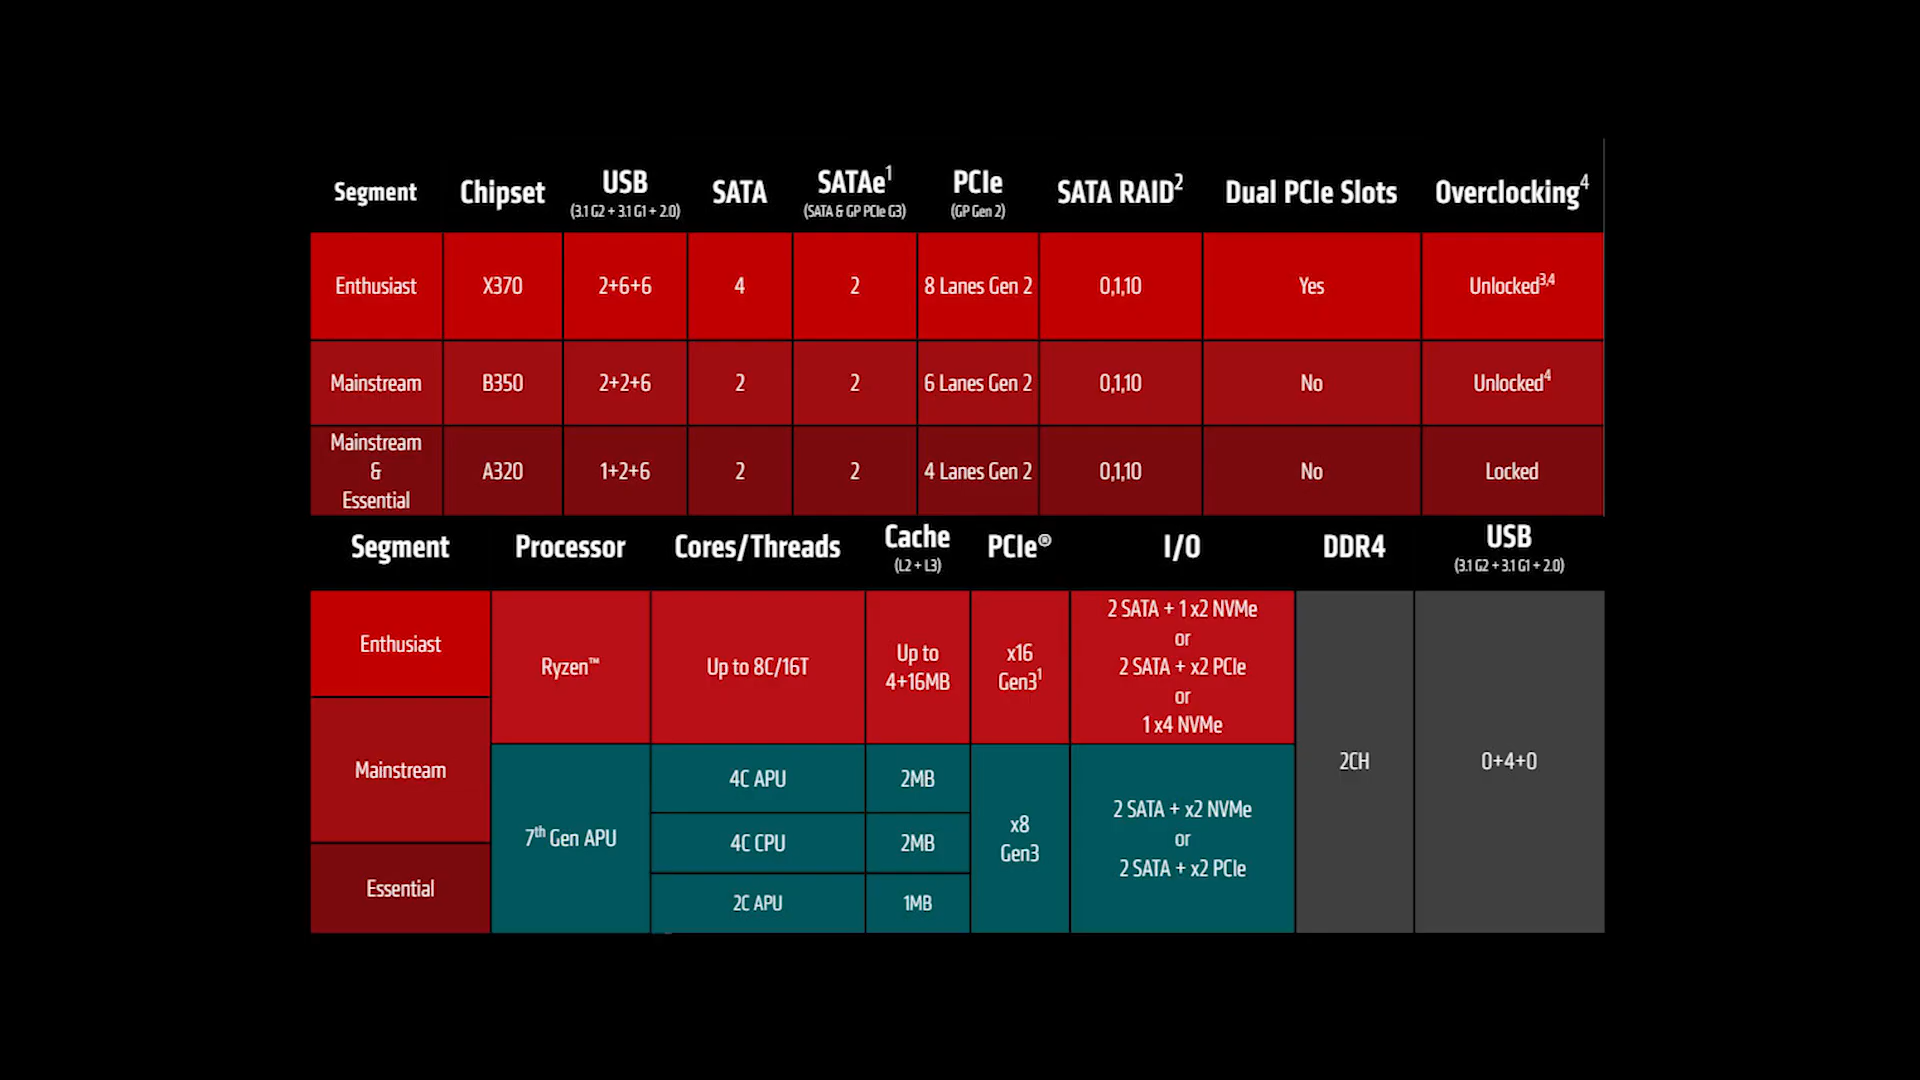 Segment Chipset USB SATA SATAe¹ PCIe SATA RAID² Dual PCIe Slots Overclocking⁴
(3.1 G2 + 3.1 G1 + 2.0) (SATA & GP PCIe G3) (GP Gen 2)
Enthusiast X370 2+6+6 4 2 8 Lanes Gen 2 0,1,10 Yes Unlocked³,⁴
Mainstream B350 2+2+6 2 2 6 Lanes Gen 2 0,1,10 No Unlocked⁴
Mainstream
&
Essential
A320 1+2+6 2 2 4 Lanes Gen 2 0,1,10 No Locked
Segment Processor Cores/Threads Cache PCIe® I/O DDR4 USB
(L2 + L3) (3.1 G2 + 3.1 G1 + 2.0)
Enthusiast
Mainstream
Essential
Ryzen™
Up to 8C/16T
Up to
4+16MB
x16
Gen3¹
2 SATA + 1 x2 NVMe
or
2 SATA + x2 PCIe
or
1 x4 NVMe
7th Gen APU
4C APU 2MB
4C CPU 2MB
2C APU 1MB
x8
Gen3
2 SATA + x2 NVMe
or
2 SATA + x2 PCIe
2CH
0+4+0